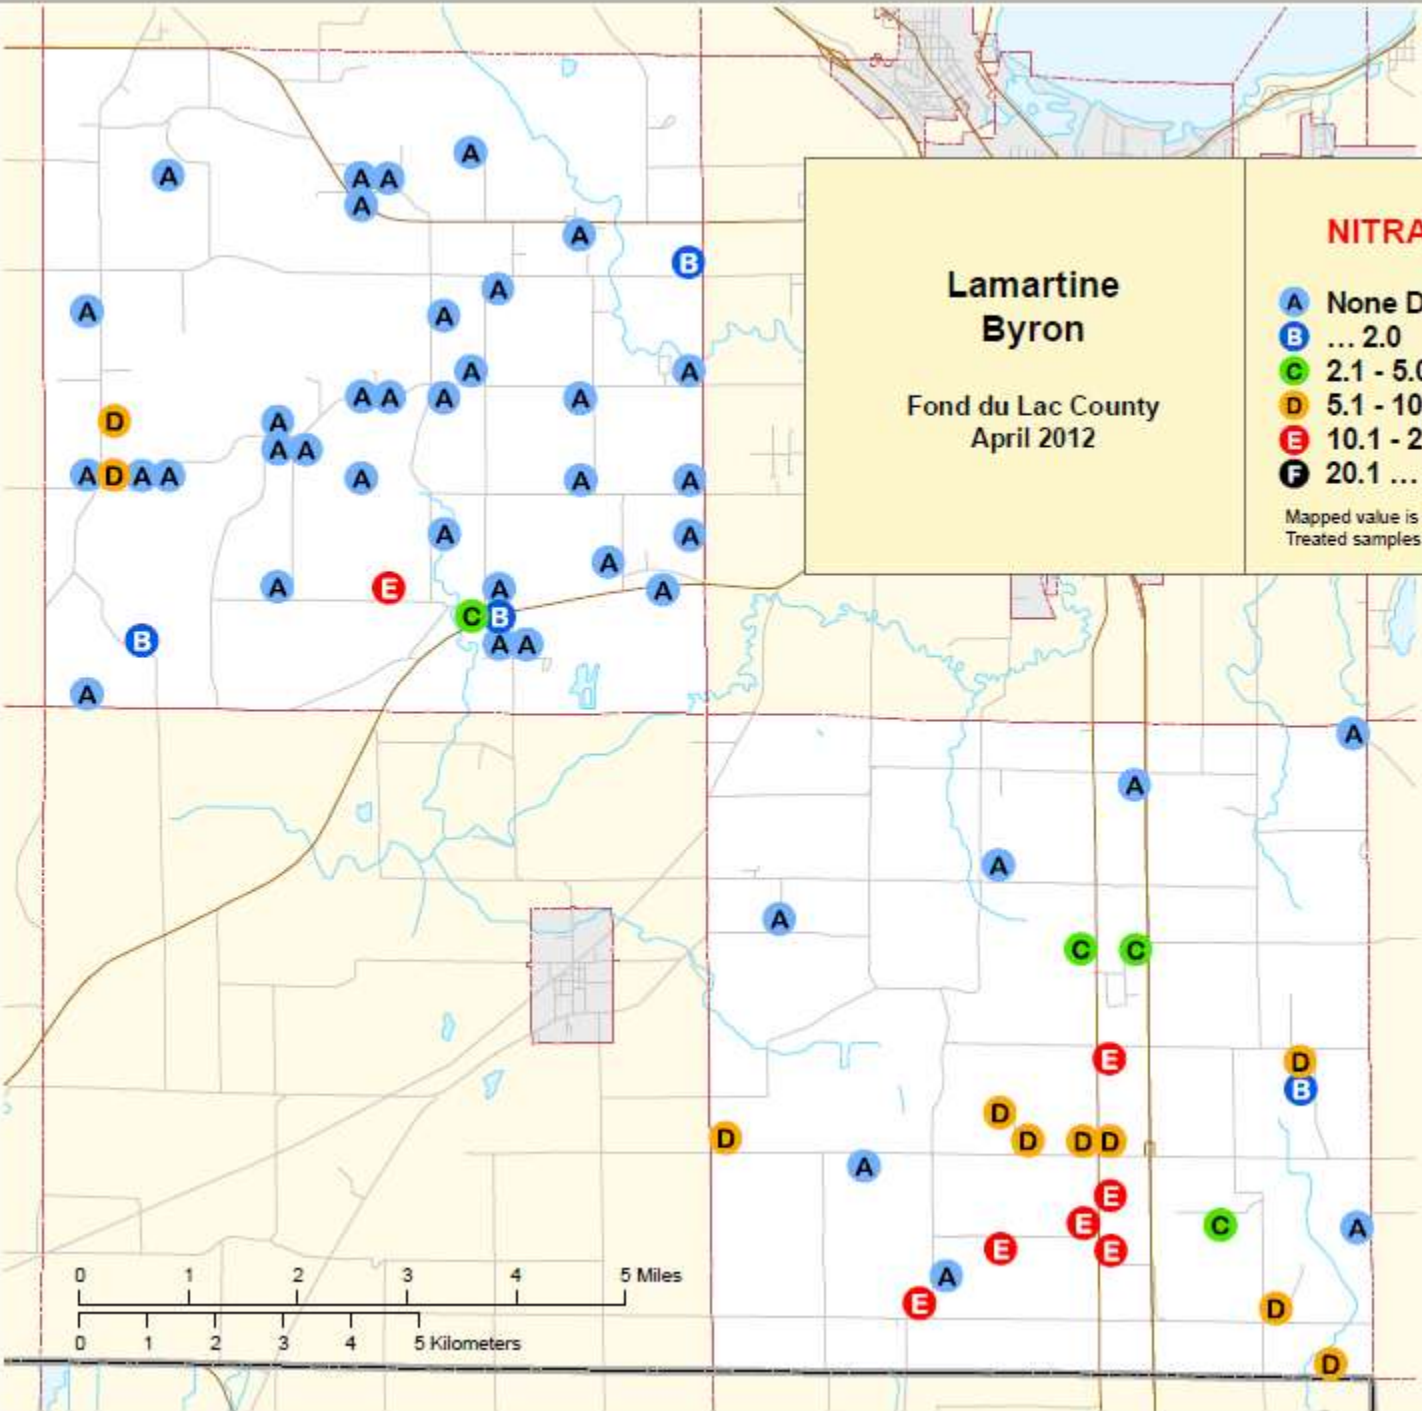 A
A
A A
A
A
B
A
A
A
A
A
A A A
A
D
A
A A
A D A A
A
A
A
A
A
A
A
E
A
A
C B
A A
B
A
Lamartine
Byron
Fond du Lac County
April 2012
NITRA
A None D
B ... 2.0
C 2.1 - 5.0
D 5.1 - 10
E 10.1 - 2
F 20.1 ...
Mapped value is
Treated samples
A
A
A
A
C C
E
D
B
D
D D D
D
A
E
E
C
A
E
E
A
E
D
D
0 1 2 3 4 5 Miles
0 1 2 3 4 5 Kilometers